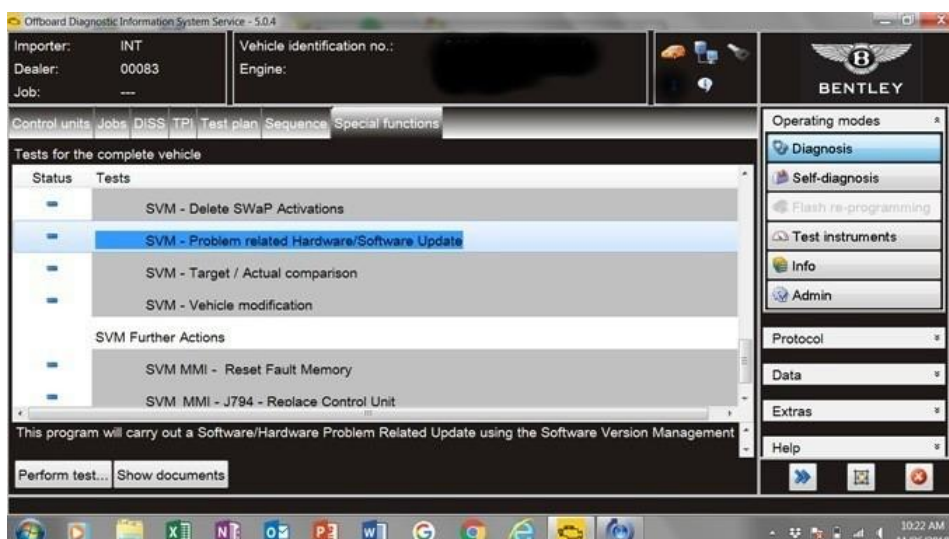 Offboard Diagnostic Information System Service - 5.0.4
Importer: INT
Dealer: 00083
Job: ---
Vehicle identification no.:
Engine:
B
BENTLEY
Control units Jobs DISS TPI Test plan Sequence Special functions
Tests for the complete vehicle
Status Tests
SVM - Delete SWaP Activations
SVM - Problem related Hardware/Software Update
SVM - Target / Actual comparison
SVM - Vehicle modification
SVM Further Actions
SVM MMI - Reset Fault Memory
SVM MMI - J794 - Replace Control Unit
This program will carry out a Software/Hardware Problem Related Update using the Software Version Management
Perform test... Show documents
Operating modes
Diagnosis
Self-diagnosis
Flash re-programming
Test instruments
Info
Admin
Protocol
Data
Extras
Help
10:22 AM